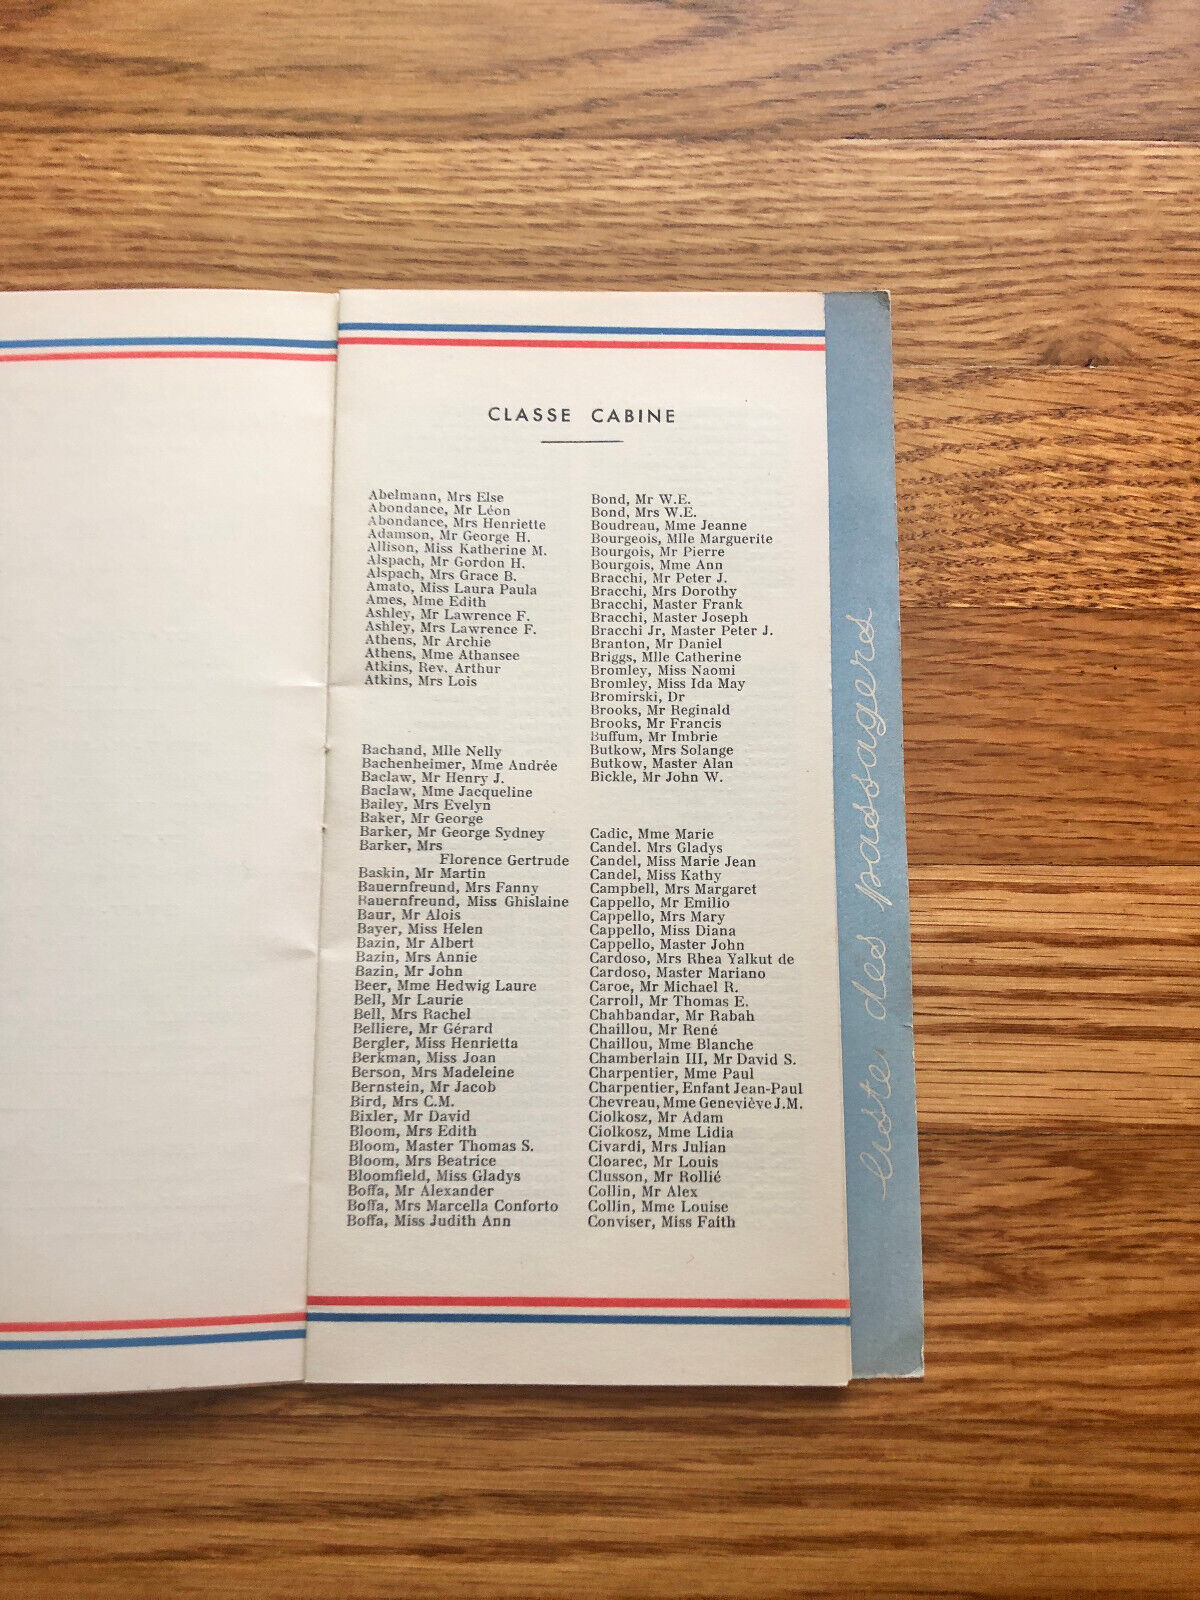 CLASSE CABINE
Abelmann, Mrs Else
Abondance, Mr Léon
Abondance, Mrs Henriette
Adamson, Mr George H.
Allison, Miss Katherine M.
Alspach, Mr Gordon H.
Alspach, Mrs Grace B.
Amato, Miss Laura Paula
Ames, Mme Edith
Ashley, Mr Lawrence F.
Ashley, Mrs Lawrence F.
Athens, Mr Archie
Athens, Mme Athansee
Atkins, Rev. Arthur
Atkins, Mrs Lois
Bachand, Mlle Nelly
Bachenheimer, Mme Andrée
Baclaw, Mr Henry J.
Baclaw, Mme Jacqueline
Bailey, Mrs Evelyn
Baker, Mr George
Barker, Mr George Sydney
Barker, Mrs
Florence Gertrude
Baskin, Mr Martin
Bauernfreund, Mrs Fanny
Bauernfreund, Miss Ghislaine
Baur, Mr Alois
Bayer, Miss Helen
Bazin, Mr Albert
Bazin, Mrs Annie
Bazin, Mr John
Beer, Mme Hedwig Laure
Bell, Mr Laurie
Bell, Mrs Rachel
Belliere, Mr Gérard
Bergler, Miss Henrietta
Berkman, Miss Joan
Berson, Mrs Madeleine
Bernstein, Mr Jacob
Bird, Mrs C.M.
Bixler, Mr David
Bloom, Mrs Edith
Bloom, Master Thomas S.
Bloom, Mrs Beatrice
Bloomfield, Miss Gladys
Boffa, Mr Alexander
Boffa, Mrs Marcella Conforto
Boffa, Miss Judith Ann
Bond, Mr W.E.
Bond, Mrs W.E.
Boudreau, Mme Jeanne
Bourgeois, Mlle Marguerite
Bourgois, Mr Pierre
Bourgois, Mme Ann
Bracchi, Mr Peter J.
Bracchi, Mrs Dorothy
Bracchi, Master Frank
Bracchi, Master Joseph
Bracchi Jr, Master Peter J.
Branton, Mr Daniel
Briggs, Mlle Catherine
Bromley, Miss Naomi
Bromley, Miss Ida May
Bromirski, Dr
Brooks, Mr Reginald
Brooks, Mr Francis
Buffum, Mr Imbrie
Butkow, Mrs Solange
Butkow, Master Alan
Bickle, Mr John W.
Cadic, Mme Marie
Candel. Mrs Gladys
Candel, Miss Marie Jean
Candel, Miss Kathy
Campbell, Mrs Margaret
Cappello, Mr Emilio
Cappello, Mrs Mary
Cappello, Miss Diana
Cappello, Master John
Cardoso, Mrs Rhea Yalkut de
Cardoso, Master Mariano
Caroe, Mr Michael R.
Carroll, Mr Thomas E.
Chahbandar, Mr Rabah
Chaillou, Mr René
Chaillou, Mme Blanche
Chamberlain III, Mr David S.
Charpentier, Mme Paul
Charpentier, Enfant Jean-Paul
Chevreau, Mme Geneviève J.M.
Ciolkosz, Mr Adam
Ciolkosz, Mme Lidia
Civardi, Mrs Julian
Cloarec, Mr Louis
Clusson, Mr Rollié
Collin, Mr Alex
Collin, Mme Louise
Conviser, Miss Faith
liste des passagers